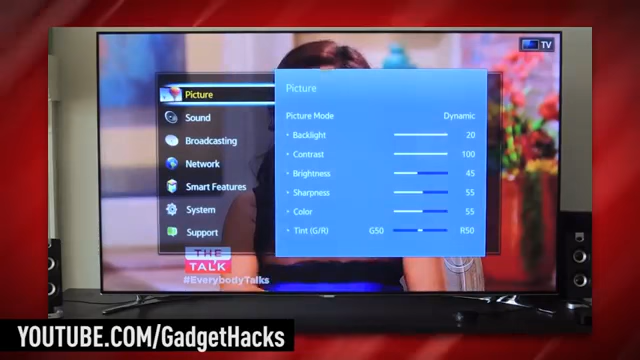 TV
Picture
Sound
Broadcasting
Network
Smart Features
System
Support
Picture
Picture Mode Dynamic
Backlight 20
Contrast 100
Brightness 45
Sharpness 55
Color 55
Tint (G/R) G50 R50
THE
TALK
#EverybodyTalks
YOUTUBE.COM/GadgetHacks